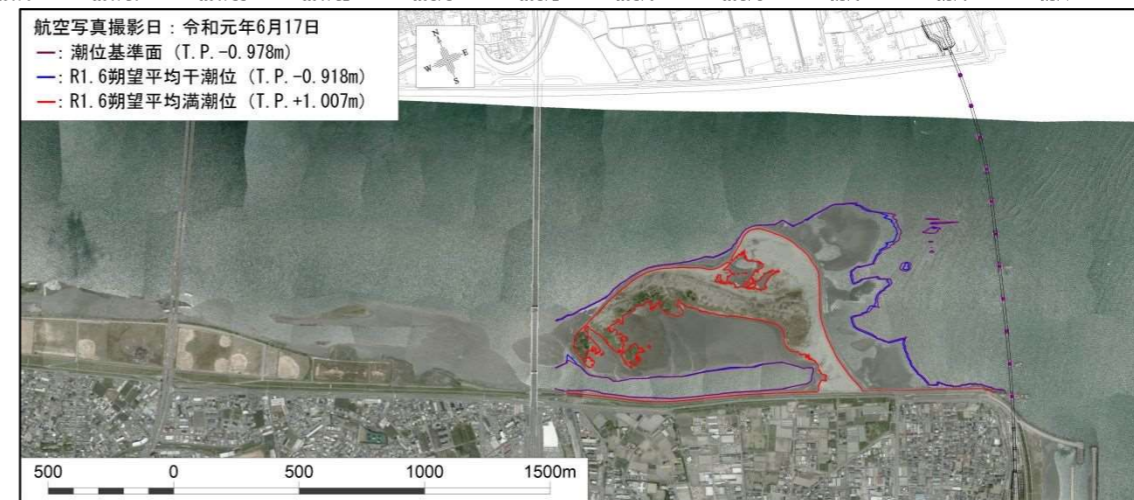 航空写真撮影日：令和元年6月17日
―：潮位基準面（T.P.-0.978m）
―：R1.6朔望平均干潮位（T.P.-0.918m）
―：R1.6朔望平均満潮位（T.P.+1.007m）
N
E
W
S
500 0 500 1000 1500m